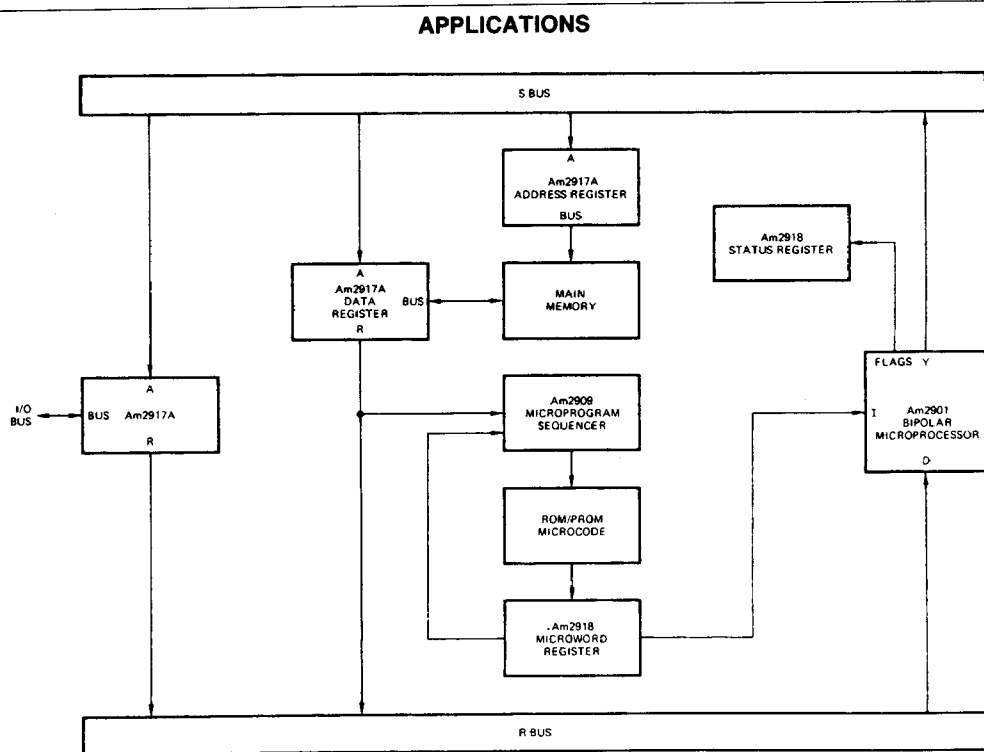 APPLICATIONS
S BUS
A
Am2917A
ADDRESS REGISTER
BUS
Am2918
STATUS REGISTER
A
Am2917A
DATA
REGISTER
BUS
R
MAIN
MEMORY
FLAGS Y
I
Am2901
BIPOLAR
MICROPROCESSOR
D
I/O
BUS
A
BUS Am2917A
R
Am2909
MICROPROGRAM
SEQUENCER
ROM/PROM
MICROCODE
Am2918
MICROWORD
REGISTER
R BUS